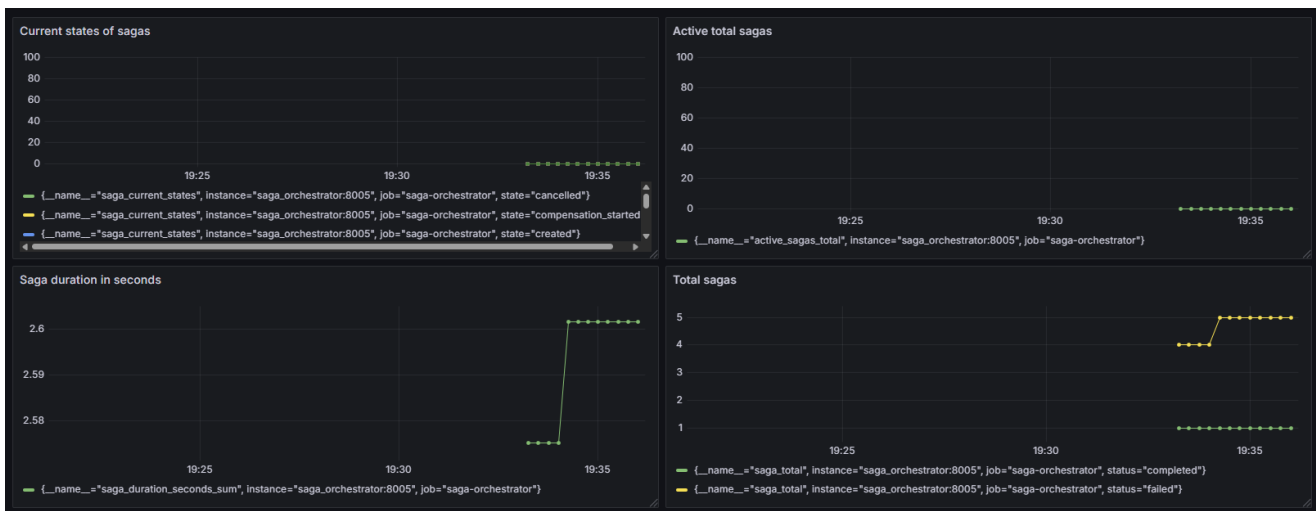 Current states of sagas
100
80
60
40
20
0
19:25 19:30 19:35
{__name__="saga_current_states", instance="saga_orchestrator:8005", job="saga-orchestrator", state="cancelled"}
{__name__="saga_current_states", instance="saga_orchestrator:8005", job="saga-orchestrator", state="compensation_started
{__name__="saga_current_states", instance="saga_orchestrator:8005", job="saga-orchestrator", state="created"}
Active total sagas
100
80
60
40
20
0
19:25 19:30 19:35
{__name__="active_sagas_total", instance="saga_orchestrator:8005", job="saga-orchestrator"}
Saga duration in seconds
2.6
2.59
2.58
19:25 19:30 19:35
{__name__="saga_duration_seconds_sum", instance="saga_orchestrator:8005", job="saga-orchestrator"}
Total sagas
5
4
3
2
1
19:25 19:30 19:35
{__name__="saga_total", instance="saga_orchestrator:8005", job="saga-orchestrator", status="completed"}
{__name__="saga_total", instance="saga_orchestrator:8005", job="saga-orchestrator", status="failed"}